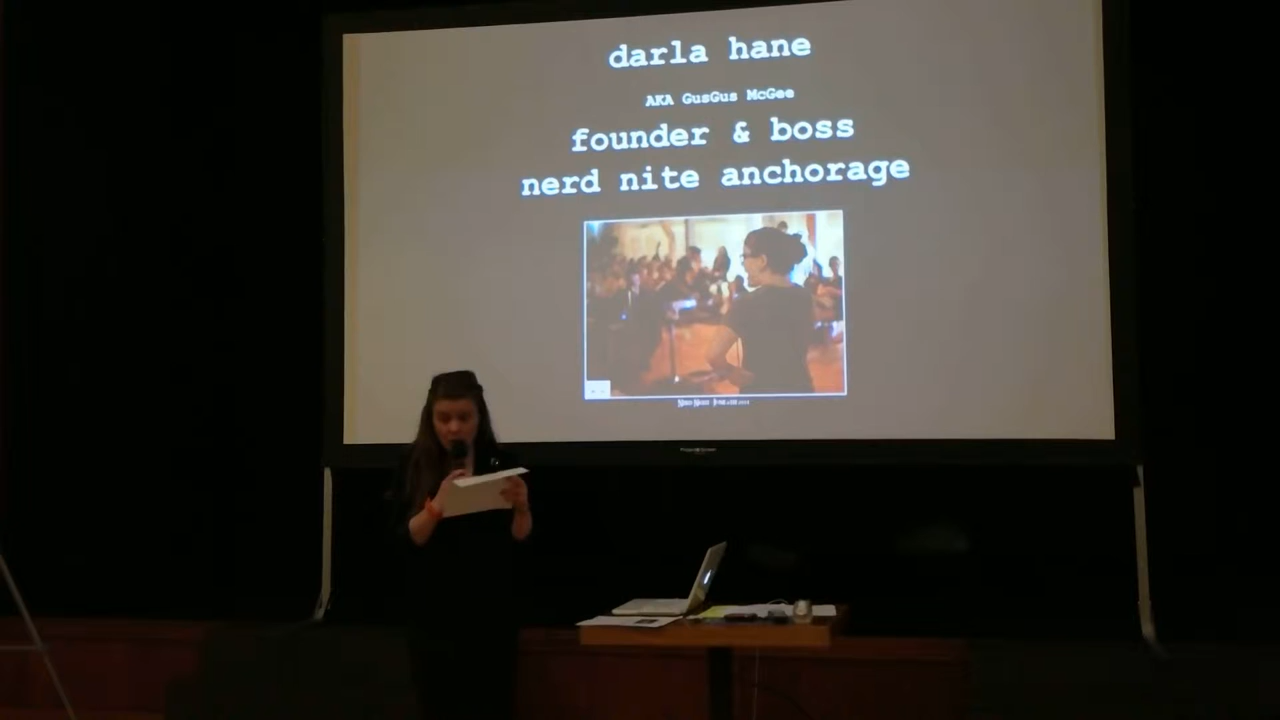 darla hane
AKA GusGus McGee
founder & boss
nerd nite anchorage